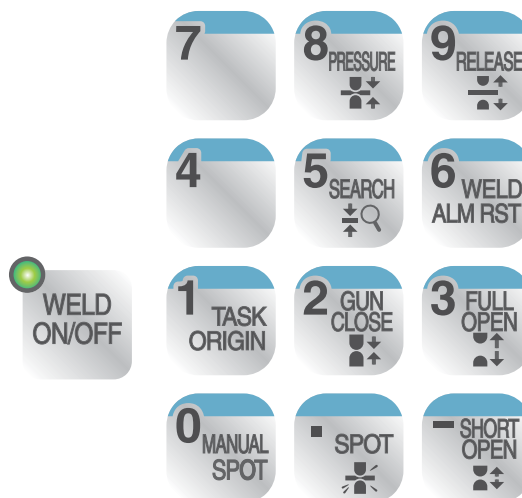 7
8 PRESSURE
9 RELEASE
4
5 SEARCH
6 WELD
ALM RST
WELD
ON/OFF
1 TASK
ORIGIN
2 GUN
CLOSE
3 FULL
OPEN
0 MANUAL
SPOT
. SPOT
- SHORT
OPEN